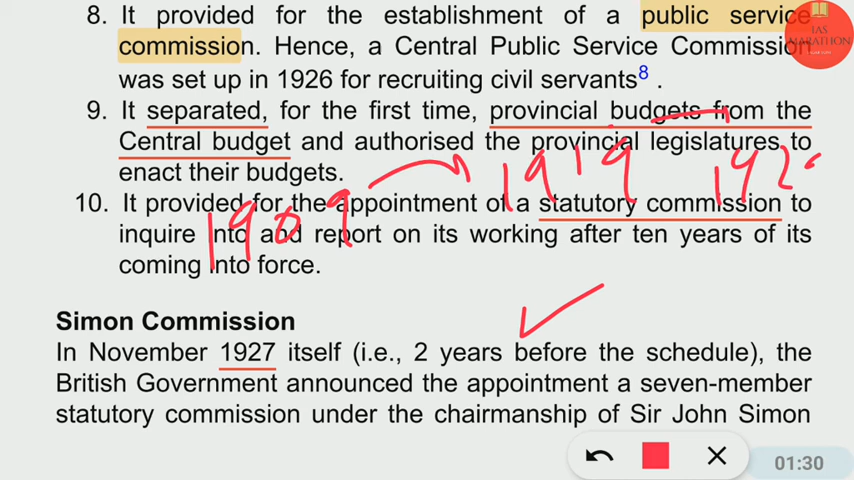 8. It provided for the establishment of a public service
commission. Hence, a Central Public Service Commission
was set up in 1926 for recruiting civil servants8 .
9. It separated, for the first time, provincial budgets from the
Central budget and authorised the provincial legislatures to
enact their budgets.
1909 1919
10. It provided for the appointment of a statutory commission to
inquire into and report on its working after ten years of its
coming into force.
Simon Commission
In November 1927 itself (i.e., 2 years before the schedule), the
British Government announced the appointment a seven-member
statutory commission under the chairmanship of Sir John Simon
IAS
MARATHON
01:30